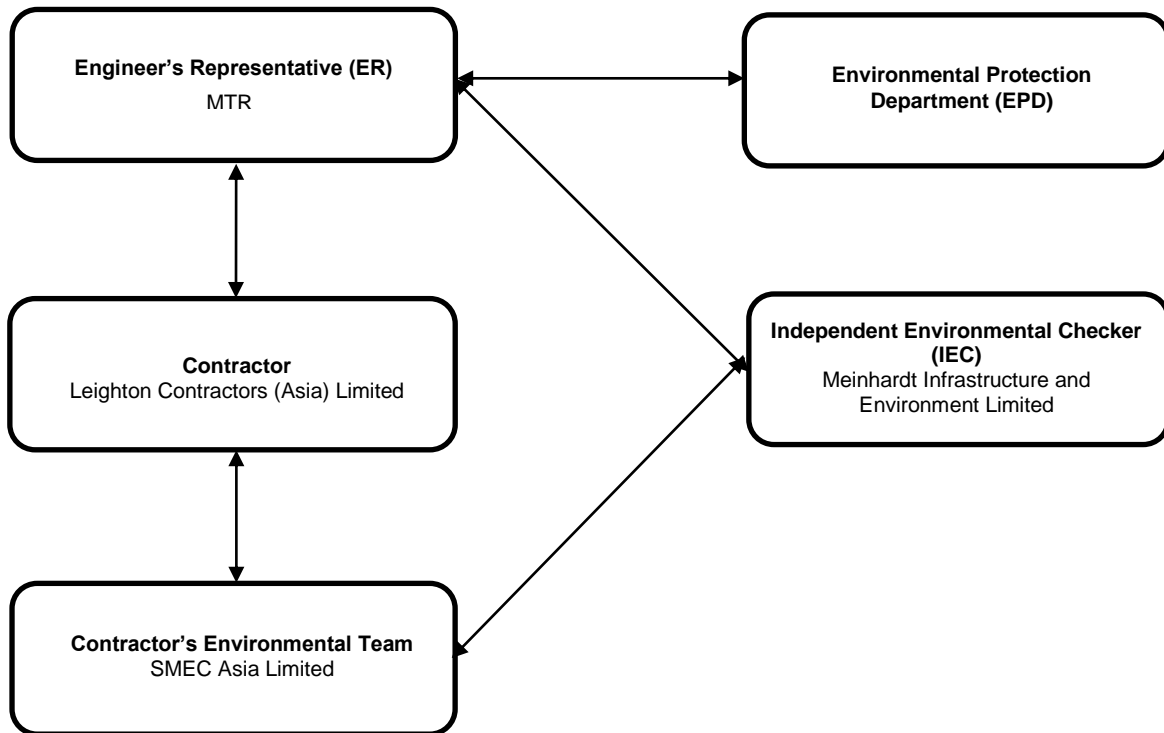 Engineer’s Representative (ER)
MTR
Environmental Protection
Department (EPD)
Contractor
Leighton Contractors (Asia) Limited
Independent Environmental Checker
(IEC)
Meinhardt Infrastructure and
Environment Limited
Contractor’s Environmental Team
SMEC Asia Limited